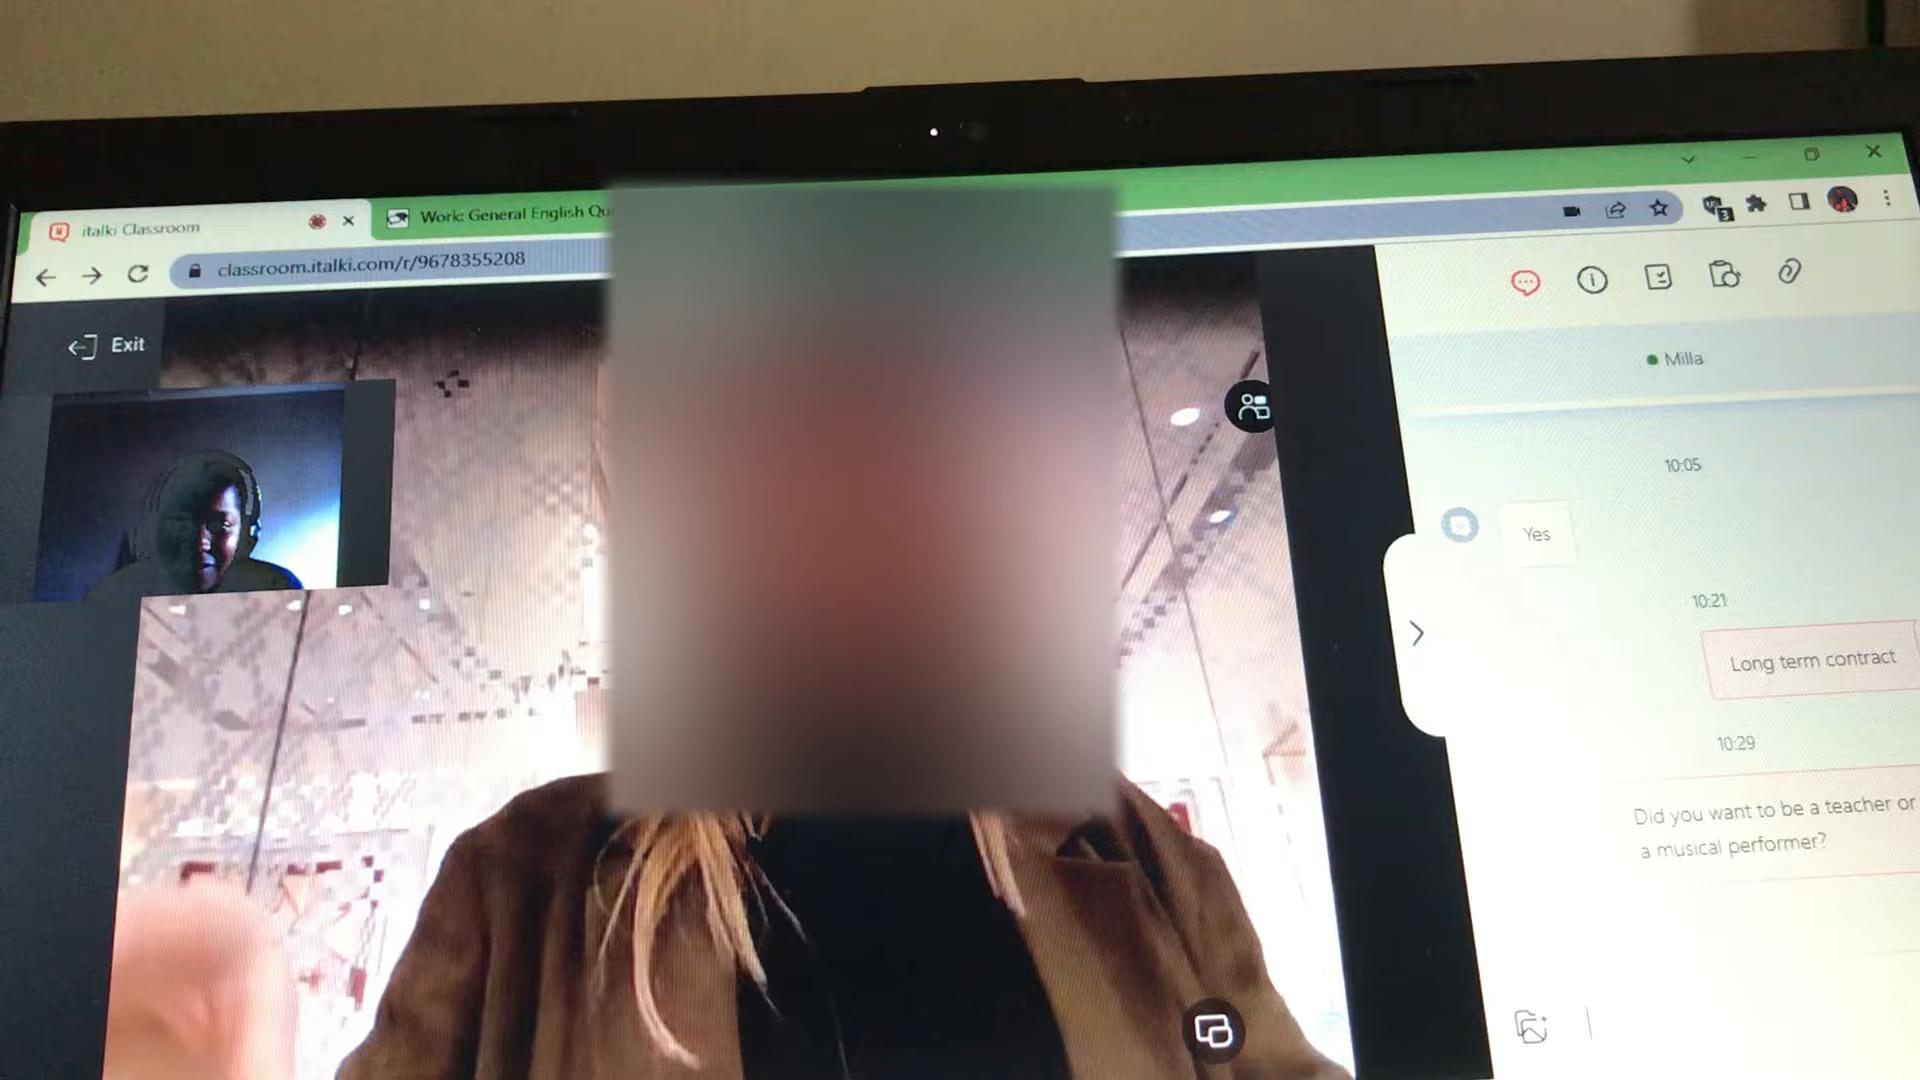 italki Classroom
Work: General English Qu
classroom.italki.com/r/9678355208
3
Exit
Milla
10:05
Yes
10:21
Long term contract
10:29
Did you want to be a teacher or
a musical performer?